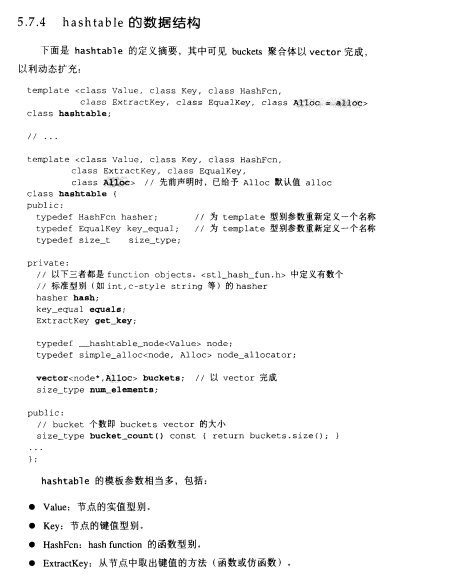 5.7.4 hashtable 的数据结构
下面是 hashtable 的定义摘要，其中可见 buckets 聚合体以 vector 完成，
以利动态扩充：
template <class Value, class Key, class HashFcn,
class ExtractKey, class EqualKey, class Alloc = alloc>
class hashtable;
// ...
template <class Value, class Key, class HashFcn,
class ExtractKey, class EqualKey,
class Alloc> // 先前声明时，已给予 Alloc 默认值 alloc
class hashtable {
public:
typedef HashFcn hasher; // 为 template 型别参数重新定义一个名称
typedef EqualKey key_equal; // 为 template 型别参数重新定义一个名称
typedef size_t size_type;
private:
// 以下三者都是 function objects. <stl_hash_fun.h> 中定义有数个
// 标准型别（如 int,c-style string 等）的 hasher
hasher hash;
key_equal equals;
ExtractKey get_key;
typedef __hashtable_node<Value> node;
typedef simple_alloc<node, Alloc> node_allocator;
vector<node*,Alloc> buckets; // 以 vector 完成
size_type num_elements;
public:
// bucket 个数即 buckets vector 的大小
size_type bucket_count() const { return buckets.size(); }
...
};
hashtable 的模板参数相当多，包括：
● Value：节点的实值型别。
● Key：节点的键值型别。
● HashFcn：hash function 的函数型别。
● ExtractKey：从节点中取出键值的方法（函数或仿函数）。